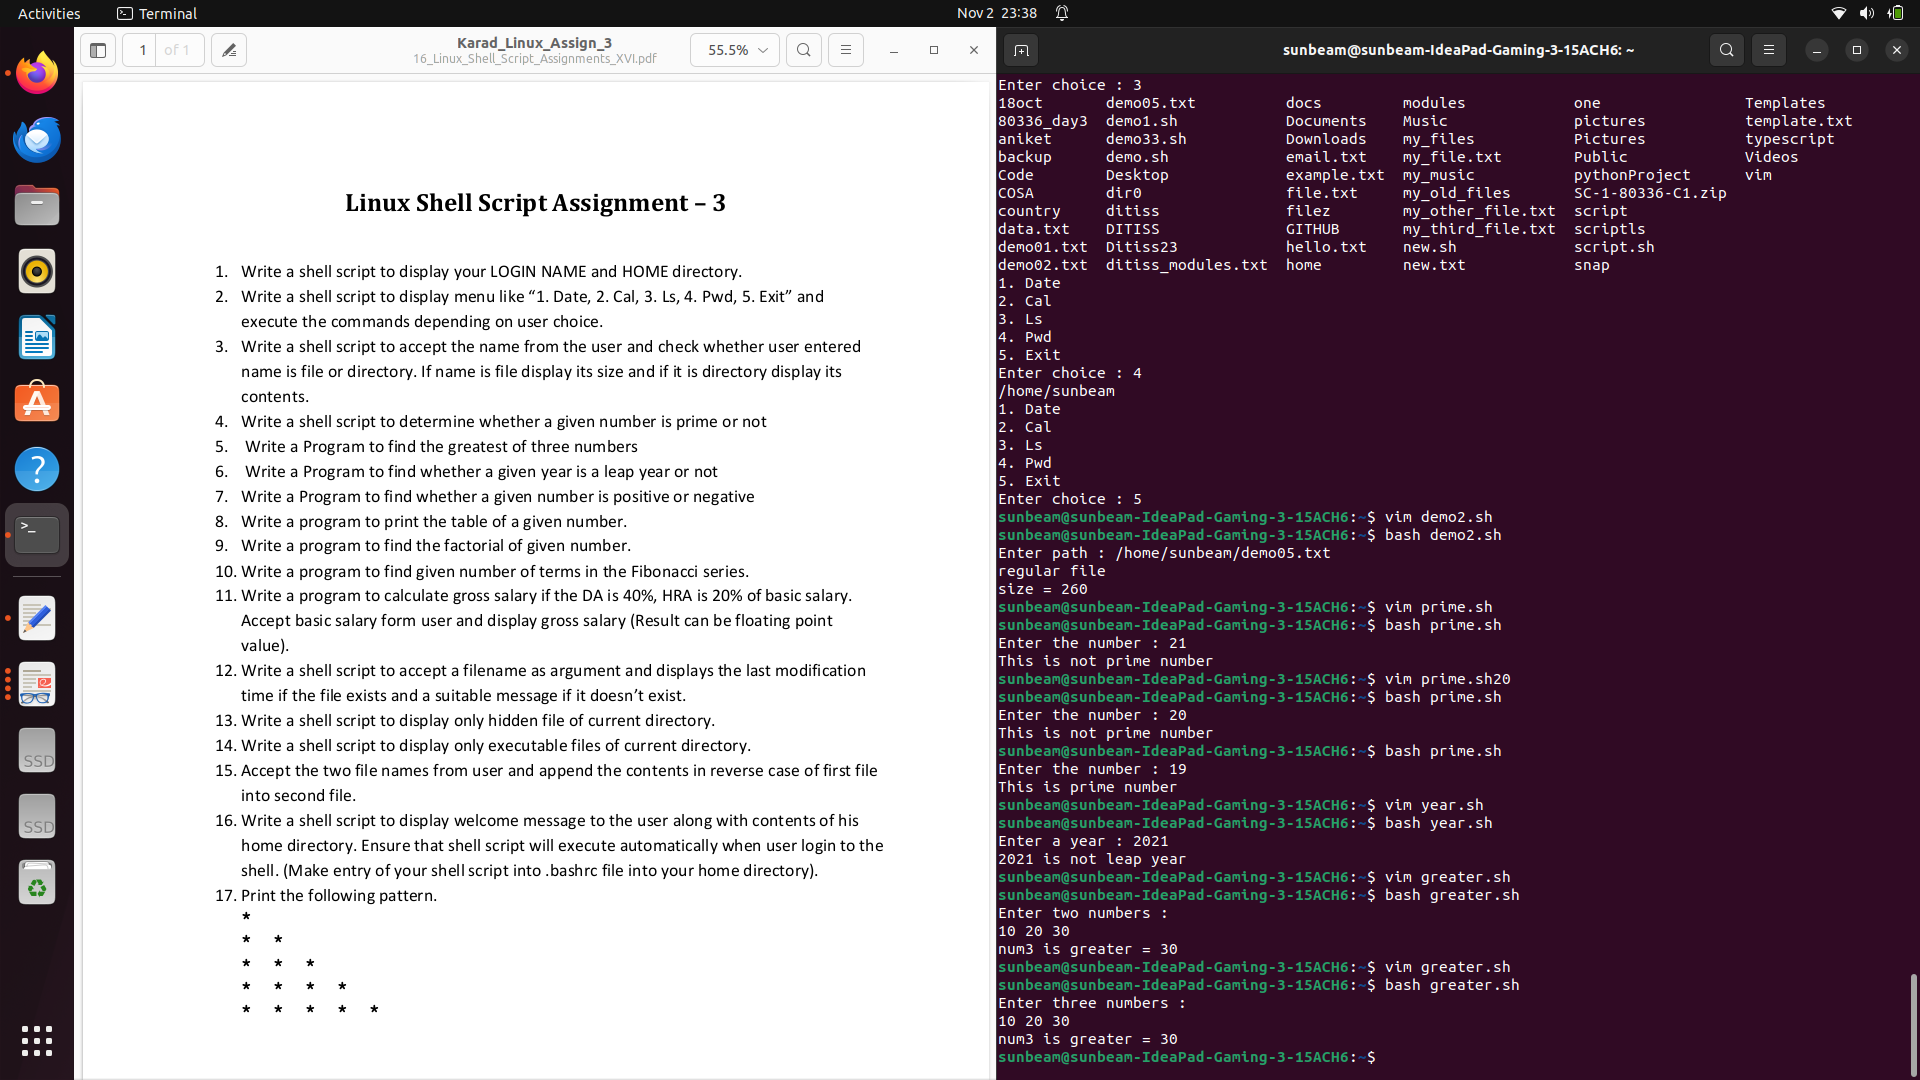 Activities
Terminal
Nov 2 23:38
1 of 1
Karad_Linux_Assign_3
16_Linux_Shell_Script_Assignments_XVI.pdf
55.5%
Linux Shell Script Assignment – 3
1. Write a shell script to display your LOGIN NAME and HOME directory.
2. Write a shell script to display menu like “1. Date, 2. Cal, 3. Ls, 4. Pwd, 5. Exit” and
execute the commands depending on user choice.
3. Write a shell script to accept the name from the user and check whether user entered
name is file or directory. If name is file display its size and if it is directory display its
contents.
4. Write a shell script to determine whether a given number is prime or not
5. Write a Program to find the greatest of three numbers
6. Write a Program to find whether a given year is a leap year or not
7. Write a Program to find whether a given number is positive or negative
8. Write a program to print the table of a given number.
9. Write a program to find the factorial of given number.
10. Write a program to find given number of terms in the Fibonacci series.
11. Write a program to calculate gross salary if the DA is 40%, HRA is 20% of basic salary.
Accept basic salary form user and display gross salary (Result can be floating point
value).
12. Write a shell script to accept a filename as argument and displays the last modification
time if the file exists and a suitable message if it doesn’t exist.
13. Write a shell script to display only hidden file of current directory.
14. Write a shell script to display only executable files of current directory.
15. Accept the two file names from user and append the contents in reverse case of first file
into second file.
16. Write a shell script to display welcome message to the user along with contents of his
home directory. Ensure that shell script will execute automatically when user login to the
shell. (Make entry of your shell script into .bashrc file into your home directory).
17. Print the following pattern.
*
* *
* * *
* * * *
* * * * *
SSD
SSD
sunbeam@sunbeam-IdeaPad-Gaming-3-15ACH6: ~
Enter choice : 3
18oct demo05.txt docs modules one Templates
80336_day3 demo1.sh Documents Music pictures template.txt
aniket demo33.sh Downloads my_files Pictures typescript
backup demo.sh email.txt my_file.txt Public Videos
Code Desktop example.txt my_music pythonProject vim
COSA dir0 file.txt my_old_files SC-1-80336-C1.zip
country ditiss filez my_other_file.txt script
data.txt DITISS GITHUB my_third_file.txt scriptls
demo01.txt Ditiss23 hello.txt new.sh script.sh
demo02.txt ditiss_modules.txt home new.txt snap
1. Date
2. Cal
3. Ls
4. Pwd
5. Exit
Enter choice : 4
/home/sunbeam
1. Date
2. Cal
3. Ls
4. Pwd
5. Exit
Enter choice : 5
sunbeam@sunbeam-IdeaPad-Gaming-3-15ACH6:~$ vim demo2.sh
sunbeam@sunbeam-IdeaPad-Gaming-3-15ACH6:~$ bash demo2.sh
Enter path : /home/sunbeam/demo05.txt
regular file
size = 260
sunbeam@sunbeam-IdeaPad-Gaming-3-15ACH6:~$ vim prime.sh
sunbeam@sunbeam-IdeaPad-Gaming-3-15ACH6:~$ bash prime.sh
Enter the number : 21
This is not prime number
sunbeam@sunbeam-IdeaPad-Gaming-3-15ACH6:~$ vim prime.sh20
sunbeam@sunbeam-IdeaPad-Gaming-3-15ACH6:~$ bash prime.sh
Enter the number : 20
This is not prime number
sunbeam@sunbeam-IdeaPad-Gaming-3-15ACH6:~$ bash prime.sh
Enter the number : 19
This is prime number
sunbeam@sunbeam-IdeaPad-Gaming-3-15ACH6:~$ vim year.sh
sunbeam@sunbeam-IdeaPad-Gaming-3-15ACH6:~$ bash year.sh
Enter a year : 2021
2021 is not leap year
sunbeam@sunbeam-IdeaPad-Gaming-3-15ACH6:~$ vim greater.sh
sunbeam@sunbeam-IdeaPad-Gaming-3-15ACH6:~$ bash greater.sh
Enter two numbers :
10 20 30
num3 is greater = 30
sunbeam@sunbeam-IdeaPad-Gaming-3-15ACH6:~$ vim greater.sh
sunbeam@sunbeam-IdeaPad-Gaming-3-15ACH6:~$ bash greater.sh
Enter three numbers :
10 20 30
num3 is greater = 30
sunbeam@sunbeam-IdeaPad-Gaming-3-15ACH6:~$